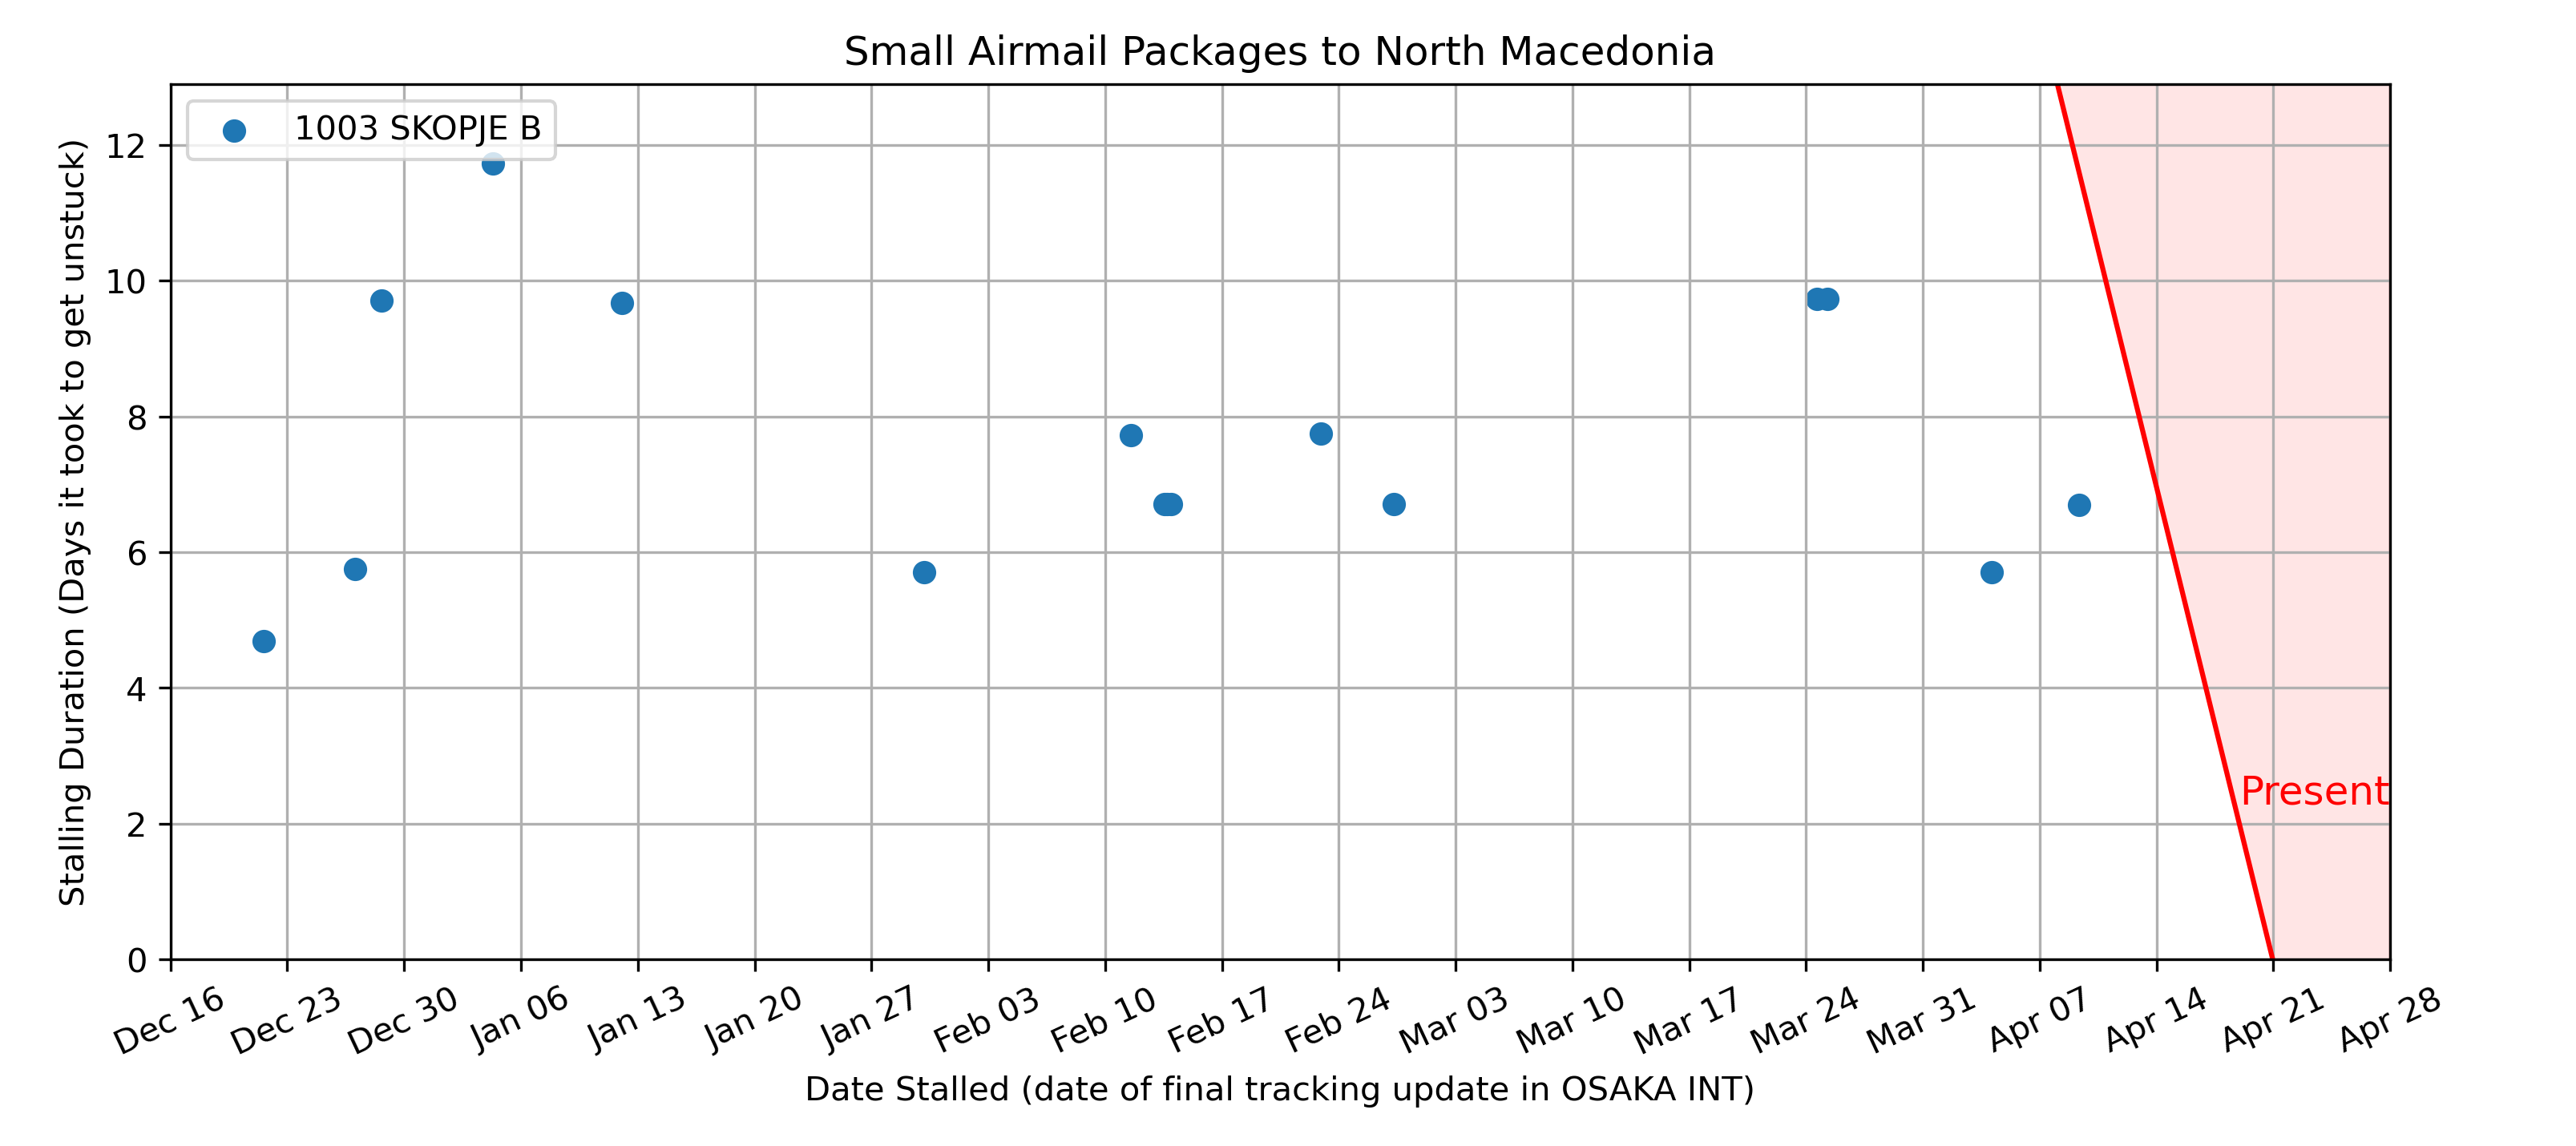 Small Airmail Packages to North Macedonia
1003 SKOPJE B
Stalling Duration (Days it took to get unstuck)
12
10
8
6
4
2
0
Present
Dec 16
Dec 23
Dec 30
Jan 06
Jan 13
Jan 20
Jan 27
Feb 03
Feb 10
Feb 17
Feb 24
Mar 03
Mar 10
Mar 17
Mar 24
Mar 31
Apr 07
Apr 14
Apr 21
Apr 28
Date Stalled (date of final tracking update in OSAKA INT)